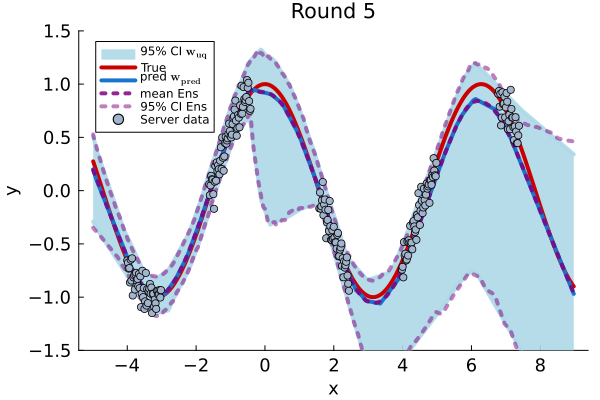 Round 5
1.5
1.0
0.5
0.0
−0.5
−1.0
−1.5
y
95% CI w_uq
True
pred w_pred
mean Ens
95% CI Ens
Server data
−4 −2 0 2 4 6 8
x